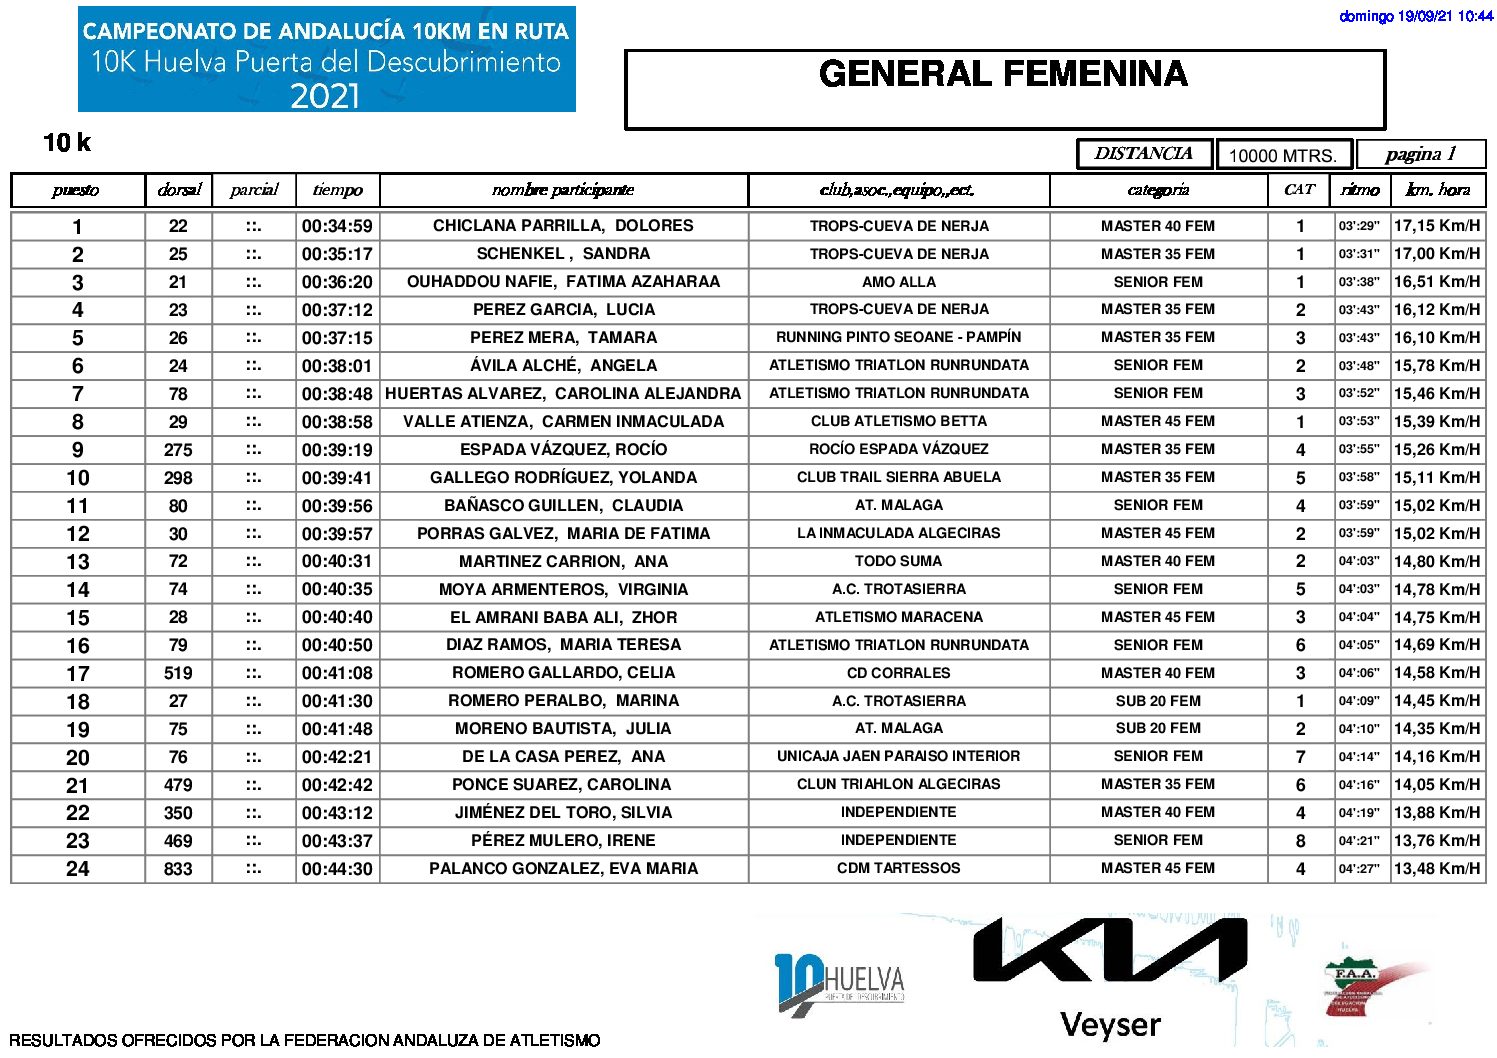 domingo 19/09/21 10:44
CAMPEONATO DE ANDALUCÍA 10KM EN RUTA
10K Huelva Puerta del Descubrimiento
2021
GENERAL FEMENINA
10 k
DISTANCIA 10000 MTRS. pagina 1
puesto dorsal parcial tiempo nombre participante club,asoc.,equipo,,ect. categoria CAT ritmo km. hora
1 22 ::. 00:34:59 CHICLANA PARRILLA, DOLORES TROPS-CUEVA DE NERJA MASTER 40 FEM 1 03':29" 17,15 Km/H
2 25 ::. 00:35:17 SCHENKEL , SANDRA TROPS-CUEVA DE NERJA MASTER 35 FEM 1 03':31" 17,00 Km/H
3 21 ::. 00:36:20 OUHADDOU NAFIE, FATIMA AZAHARAA AMO ALLA SENIOR FEM 1 03':38" 16,51 Km/H
4 23 ::. 00:37:12 PEREZ GARCIA, LUCIA TROPS-CUEVA DE NERJA MASTER 35 FEM 2 03':43" 16,12 Km/H
5 26 ::. 00:37:15 PEREZ MERA, TAMARA RUNNING PINTO SEOANE - PAMPÍN MASTER 35 FEM 3 03':43" 16,10 Km/H
6 24 ::. 00:38:01 ÁVILA ALCHÉ, ANGELA ATLETISMO TRIATLON RUNRUNDATA SENIOR FEM 2 03':48" 15,78 Km/H
7 78 ::. 00:38:48 HUERTAS ALVAREZ, CAROLINA ALEJANDRA ATLETISMO TRIATLON RUNRUNDATA SENIOR FEM 3 03':52" 15,46 Km/H
8 29 ::. 00:38:58 VALLE ATIENZA, CARMEN INMACULADA CLUB ATLETISMO BETTA MASTER 45 FEM 1 03':53" 15,39 Km/H
9 275 ::. 00:39:19 ESPADA VÁZQUEZ, ROCÍO ROCÍO ESPADA VÁZQUEZ MASTER 35 FEM 4 03':55" 15,26 Km/H
10 298 ::. 00:39:41 GALLEGO RODRÍGUEZ, YOLANDA CLUB TRAIL SIERRA ABUELA MASTER 35 FEM 5 03':58" 15,11 Km/H
11 80 ::. 00:39:56 BAÑASCO GUILLEN, CLAUDIA AT. MALAGA SENIOR FEM 4 03':59" 15,02 Km/H
12 30 ::. 00:39:57 PORRAS GALVEZ, MARIA DE FATIMA LA INMACULADA ALGECIRAS MASTER 45 FEM 2 03':59" 15,02 Km/H
13 72 ::. 00:40:31 MARTINEZ CARRION, ANA TODO SUMA MASTER 40 FEM 2 04':03" 14,80 Km/H
14 74 ::. 00:40:35 MOYA ARMENTEROS, VIRGINIA A.C. TROTASIERRA SENIOR FEM 5 04':03" 14,78 Km/H
15 28 ::. 00:40:40 EL AMRANI BABA ALI, ZHOR ATLETISMO MARACENA MASTER 45 FEM 3 04':04" 14,75 Km/H
16 79 ::. 00:40:50 DIAZ RAMOS, MARIA TERESA ATLETISMO TRIATLON RUNRUNDATA SENIOR FEM 6 04':05" 14,69 Km/H
17 519 ::. 00:41:08 ROMERO GALLARDO, CELIA CD CORRALES MASTER 40 FEM 3 04':06" 14,58 Km/H
18 27 ::. 00:41:30 ROMERO PERALBO, MARINA A.C. TROTASIERRA SUB 20 FEM 1 04':09" 14,45 Km/H
19 75 ::. 00:41:48 MORENO BAUTISTA, JULIA AT. MALAGA SUB 20 FEM 2 04':10" 14,35 Km/H
20 76 ::. 00:42:21 DE LA CASA PEREZ, ANA UNICAJA JAEN PARAISO INTERIOR SENIOR FEM 7 04':14" 14,16 Km/H
21 479 ::. 00:42:42 PONCE SUAREZ, CAROLINA CLUN TRIAHLON ALGECIRAS MASTER 35 FEM 6 04':16" 14,05 Km/H
22 350 ::. 00:43:12 JIMÉNEZ DEL TORO, SILVIA INDEPENDIENTE MASTER 40 FEM 4 04':19" 13,88 Km/H
23 469 ::. 00:43:37 PÉREZ MULERO, IRENE INDEPENDIENTE SENIOR FEM 8 04':21" 13,76 Km/H
24 833 ::. 00:44:30 PALANCO GONZALEZ, EVA MARIA CDM TARTESSOS MASTER 45 FEM 4 04':27" 13,48 Km/H
10 HUELVA
PUERTA DEL DESCUBRIMIENTO
KIA
Veyser
F.A.A.
HUELVA
RESULTADOS OFRECIDOS POR LA FEDERACION ANDALUZA DE ATLETISMO